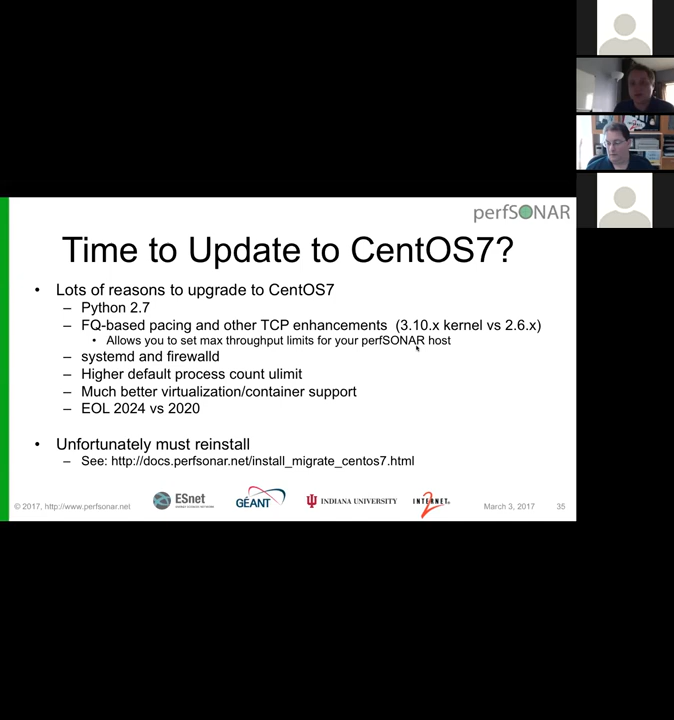 perfSONAR
Time to Update to CentOS7?
• Lots of reasons to upgrade to CentOS7
– Python 2.7
– FQ-based pacing and other TCP enhancements (3.10.x kernel vs 2.6.x)
• Allows you to set max throughput limits for your perfSONAR host
– systemd and firewalld
– Higher default process count ulimit
– Much better virtualization/container support
– EOL 2024 vs 2020
• Unfortunately must reinstall
– See: http://docs.perfsonar.net/install_migrate_centos7.html
© 2017, http://www.perfsonar.net
ESnet
ENERGY SCIENCES NETWORK
GÉANT
INDIANA UNIVERSITY
INTERNET
2
March 3, 2017
35